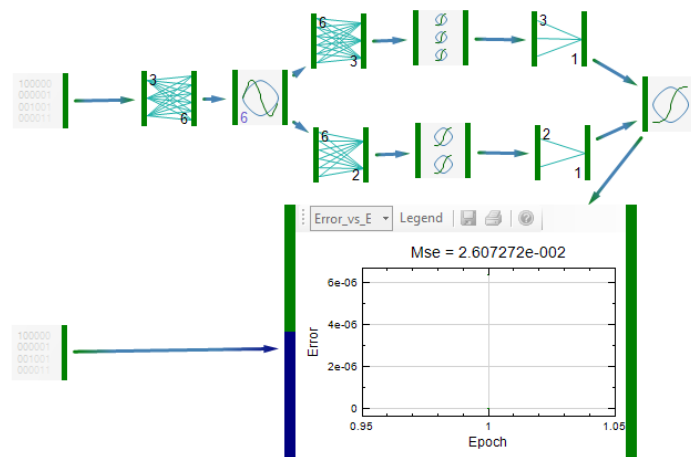 100000
000001
001001
000011
3
6
6
6
3
3
1
6
2
2
1
Error_vs_E
Legend
Mse = 2.607272e-002
6e-06
4e-06
2e-06
0
Error
0.95
1
1.05
Epoch
100000
000001
001001
000011